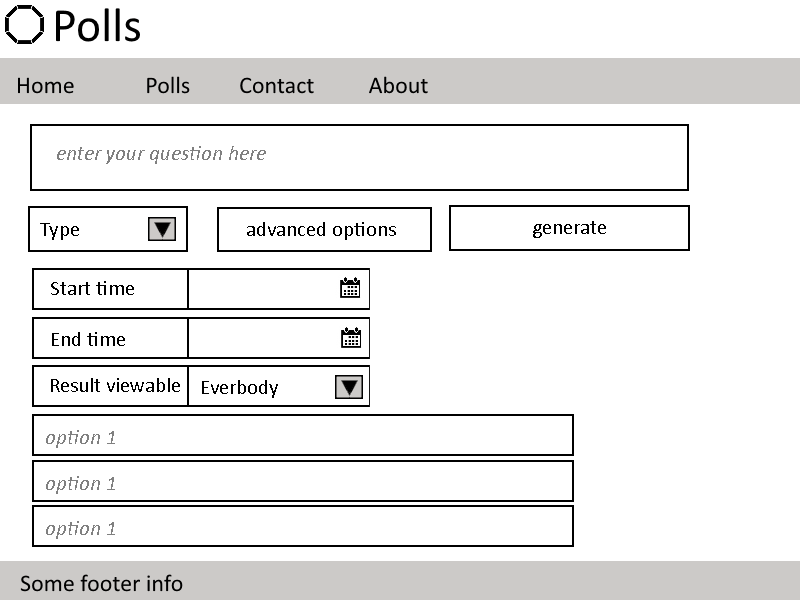 Polls
Home Polls Contact About
enter your question here
Type advanced options generate
Start time
End time
Result viewable Everbody
option 1
option 1
option 1
Some footer info